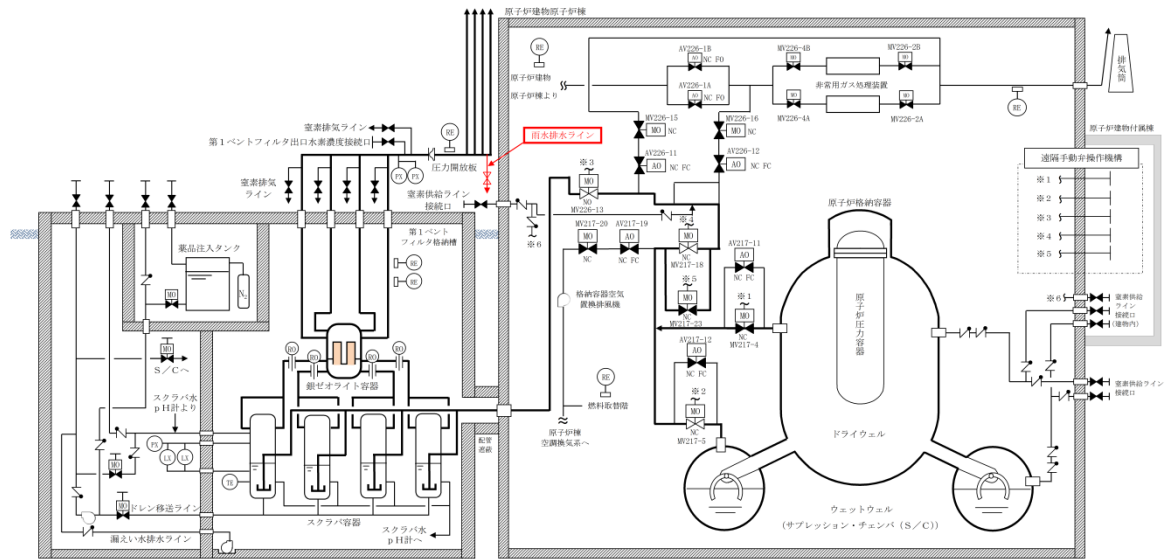 原子炉建物原子炉棟
RE
AV226-1B
AO
NC FO
AV226-1A
AO
NC FO
原子炉建物
原子炉棟より
MV226-4B
MO
MV226-2B
MO
非常用ガス処理装置
MO
MO
MV226-4A
MV226-2A
RE
排気筒
MV226-15
MO
NC
MV226-16
MO
NC
AV226-11
AO
NC FC
AV226-12
AO
NC FC
窒素排気ライン
第1ベントフィルタ出口水素濃度接続口
RE
雨水排水ライン
PX
PX
圧力開放板
窒素排気
ライン
窒素供給ライン
接続口
※6
※3
MO
NO
MV226-13
第1ベント
フィルタ格納槽
RE
RE
薬品注入タンク
MO
N₂
MO
S/Cへ
スクラバ水
pH計より
RO
RO
RO
RO
銀ゼオライト容器
PX
LX
LX
MO
TE
MO
ドレン移送ライン
漏えい水排水ライン
スクラバ容器
スクラバ水
pH計へ
配管
遮蔽
MV217-20
MO
NC
AV217-19
AO
NC FC
※4
MO
NC
MV217-18
※5
MO
NC
MV217-23
AV217-11
AO
NC FC
※1
MO
NC
MV217-4
AV217-12
AO
NC FC
※2
MO
NC
MV217-5
格納容器空気
置換排風機
RE
燃料取替階
原子炉棟
空調換気系へ
原子炉格納容器
原子炉圧力容器
ドライウェル
ウェットウェル
(サプレッション・チェンバ(S/C))
原子炉建物付属棟
遠隔手動弁操作機構
※1
※2
※3
※4
※5
※6
窒素供給
ライン
接続口
(建物内)
窒素供給ライン
接続口